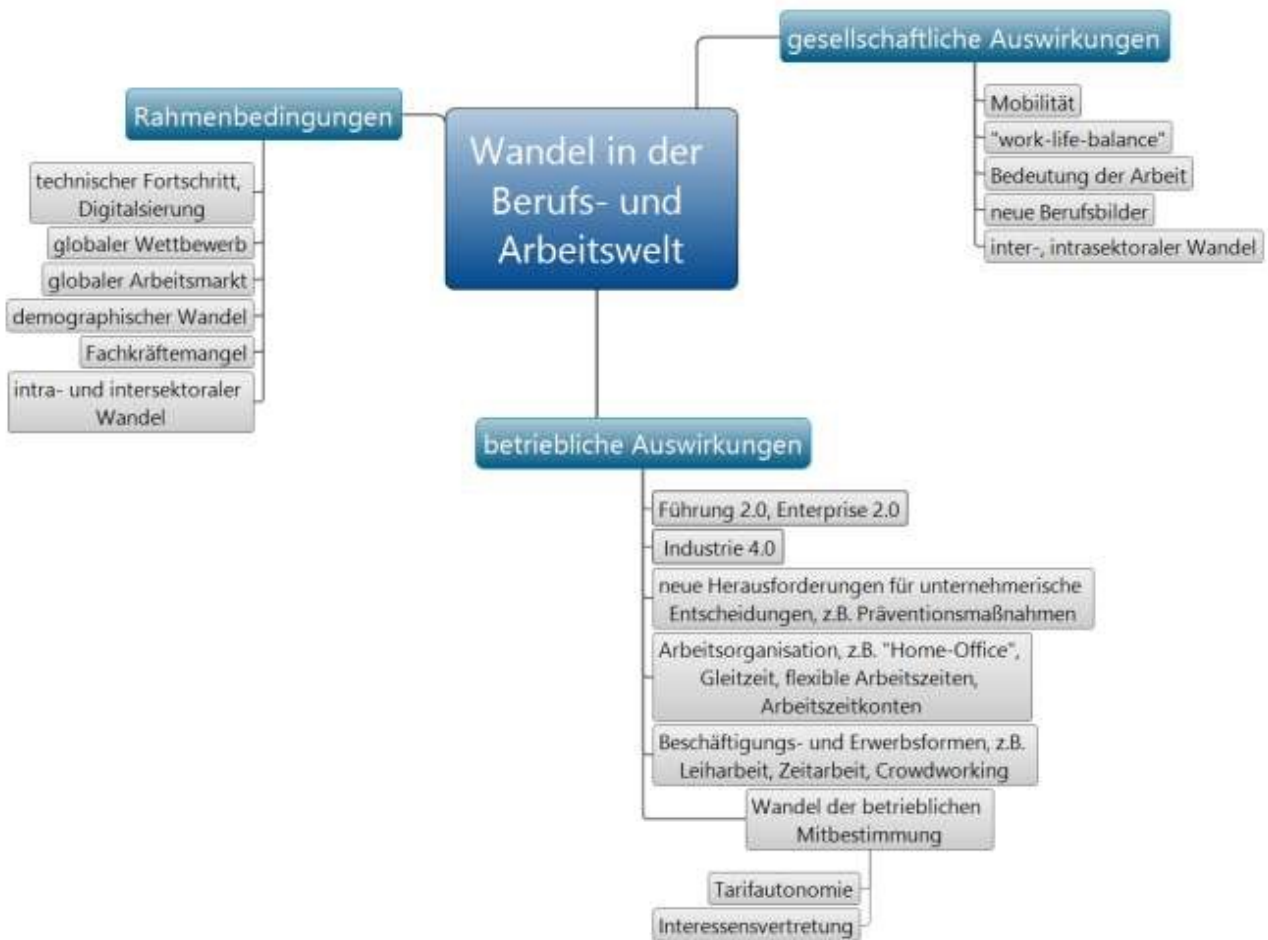 gesellschaftliche Auswirkungen
Mobilität
"work-life-balance"
Bedeutung der Arbeit
neue Berufsbilder
inter-, intrasektoraler Wandel
Rahmenbedingungen
technischer Fortschritt,
Digitalsierung
globaler Wettbewerb
globaler Arbeitsmarkt
demographischer Wandel
Fachkräftemangel
intra- und intersektoraler
Wandel
Wandel in der
Berufs- und
Arbeitswelt
betriebliche Auswirkungen
Führung 2.0, Enterprise 2.0
Industrie 4.0
neue Herausforderungen für unternehmerische
Entscheidungen, z.B. Präventionsmaßnahmen
Arbeitsorganisation, z.B. "Home-Office",
Gleitzeit, flexible Arbeitszeiten,
Arbeitszeitkonten
Beschäftigungs- und Erwerbsformen, z.B.
Leiharbeit, Zeitarbeit, Crowdworking
Wandel der betrieblichen
Mitbestimmung
Tarifautonomie
Interessensvertretung